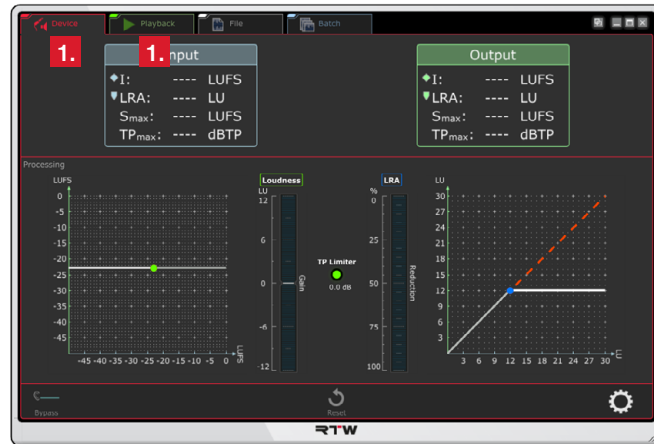 Device
Playback
File
Batch
1.
1.
nput
I: ---- LUFS
LRA: ---- LU
Smax: ---- LUFS
TPmax: ---- dBTP
Output
I: ---- LUFS
LRA: ---- LU
Smax: ---- LUFS
TPmax: ---- dBTP
Processing
LUFS
0
-5
-10
-15
-20
-25
-30
-35
-40
-45
-45 -40 -35 -30 -25 -20 -15 -10 -5 0
LUFS
Loudness
LU
12
6
0
-6
-12
Gain
TP Limiter
0.0 dB
LRA
%
0
25
50
75
100
Reduction
LU
30
27
24
21
18
15
12
9
6
3
3 6 9 12 15 18 21 24 27 30
LU
Bypass
Reset
RTW